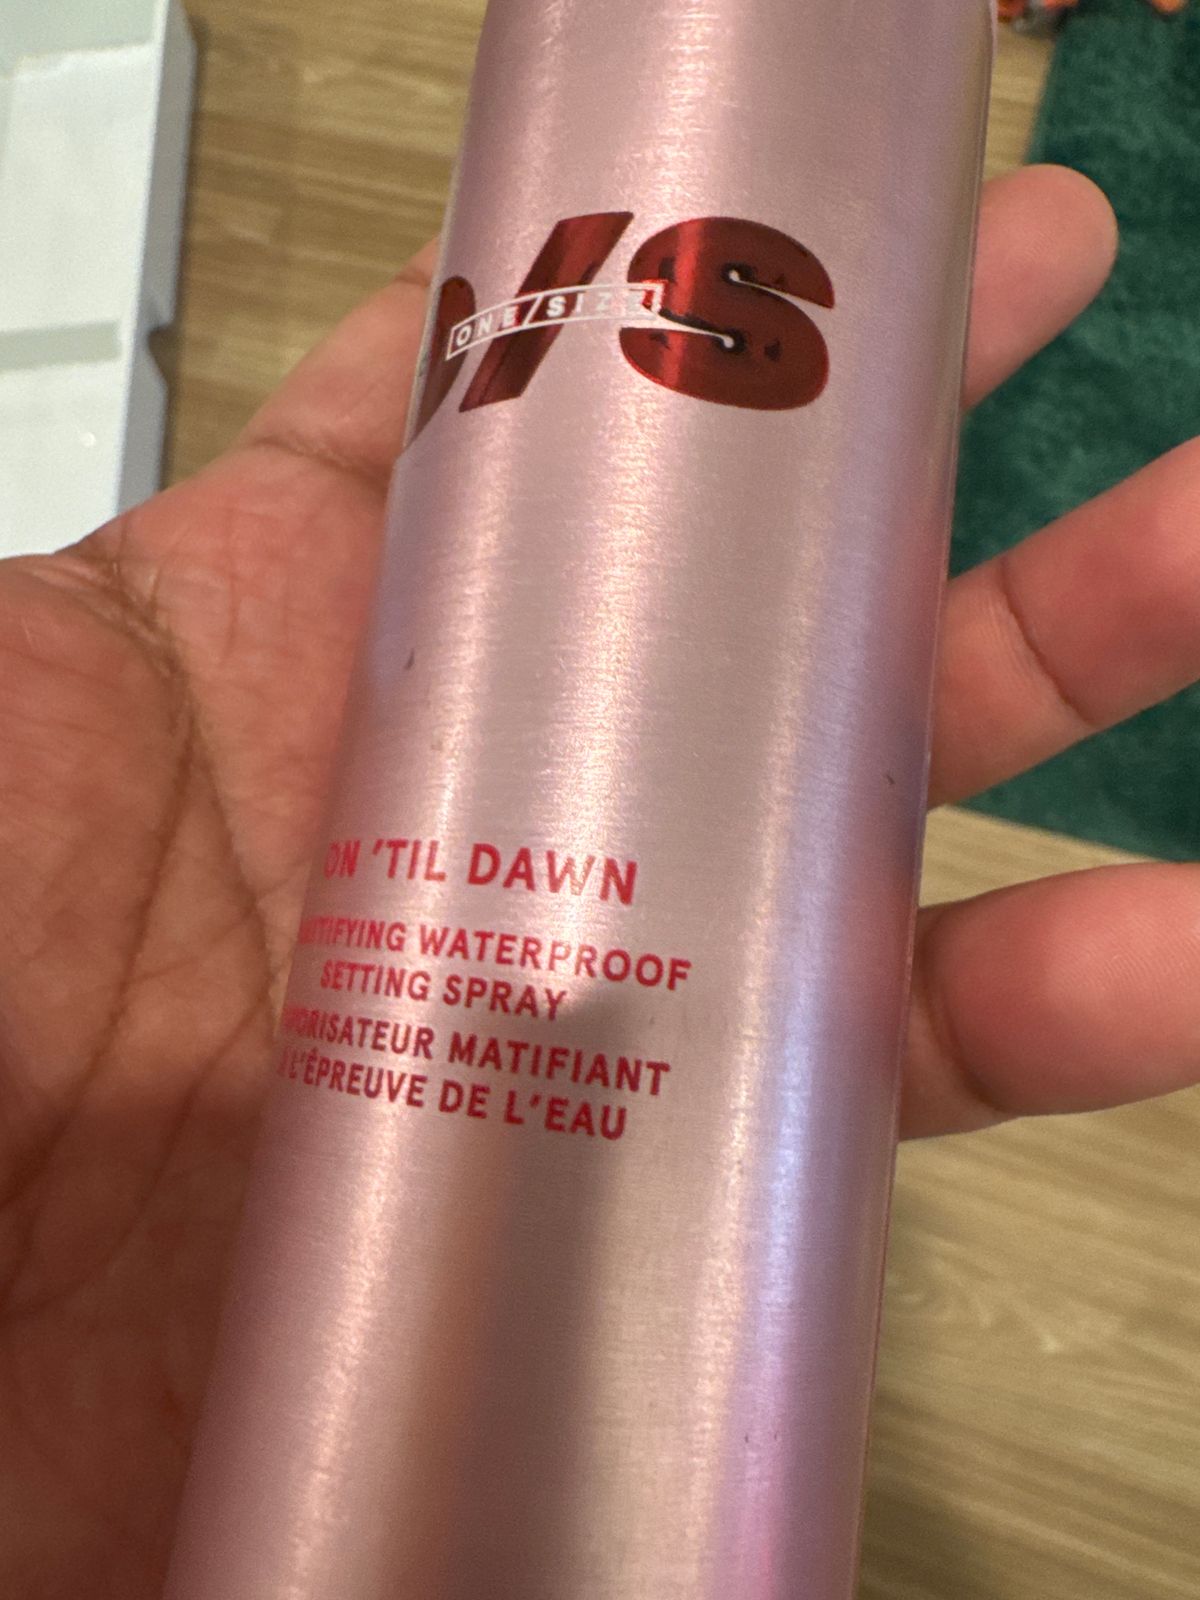 /S
ONE/SIZE
ON 'TIL DAWN
WATERPROOF
SETTING SPRAY
MATIFIANT
L'ÉPREUVE DE L'EAU